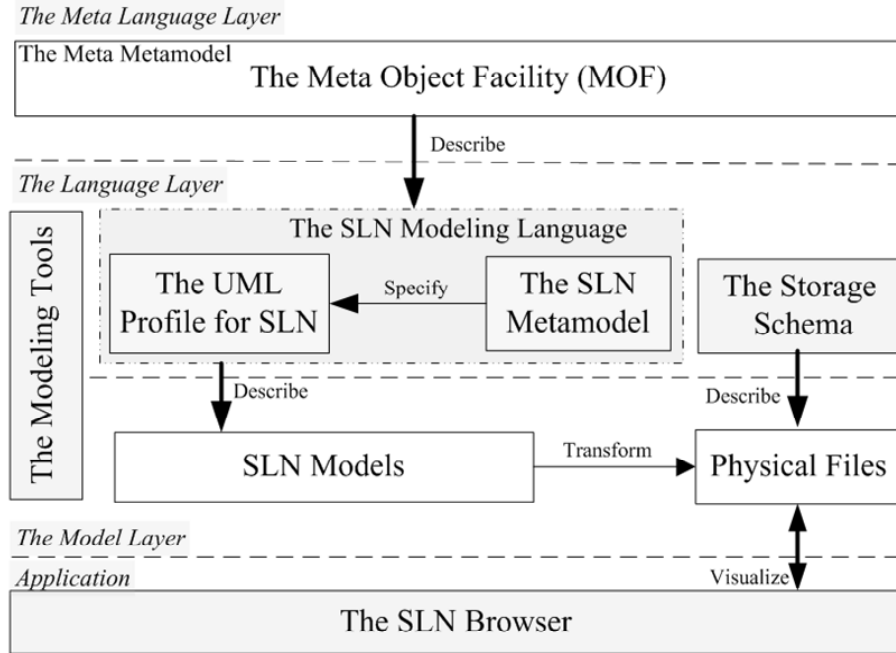 The Meta Language Layer
The Meta Metamodel
The Meta Object Facility (MOF)
Describe
The Language Layer
The Modeling Tools
The SLN Modeling Language
The UML
Profile for SLN
Specify
The SLN
Metamodel
The Storage
Schema
Describe
Describe
SLN Models
Transform
Physical Files
The Model Layer
Application
Visualize
The SLN Browser